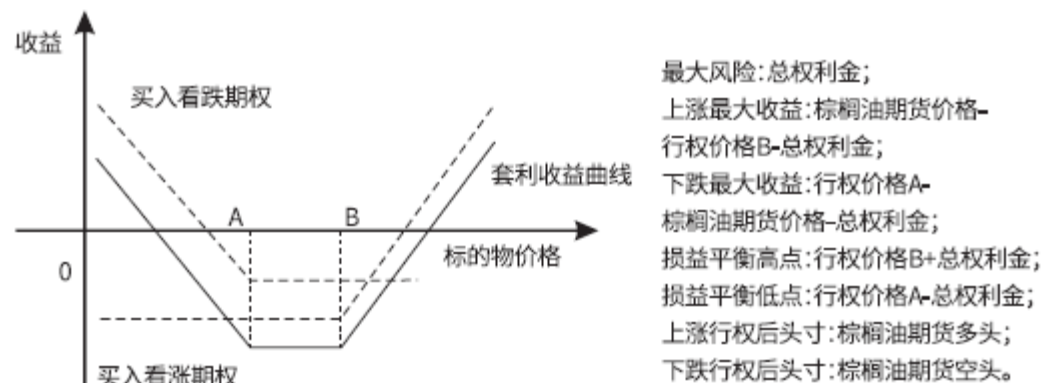 收益
买入看跌期权
套利收益曲线
A
B
标的物价格
0
买入看涨期权
最大风险:总权利金;
上涨最大收益:棕榈油期货价格-
行权价格B-总权利金;
下跌最大收益:行权价格A-
棕榈油期货价格-总权利金;
损益平衡高点:行权价格B+总权利金;
损益平衡低点:行权价格A-总权利金;
上涨行权后头寸:棕榈油期货多头;
下跌行权后头寸:棕榈油期货空头。